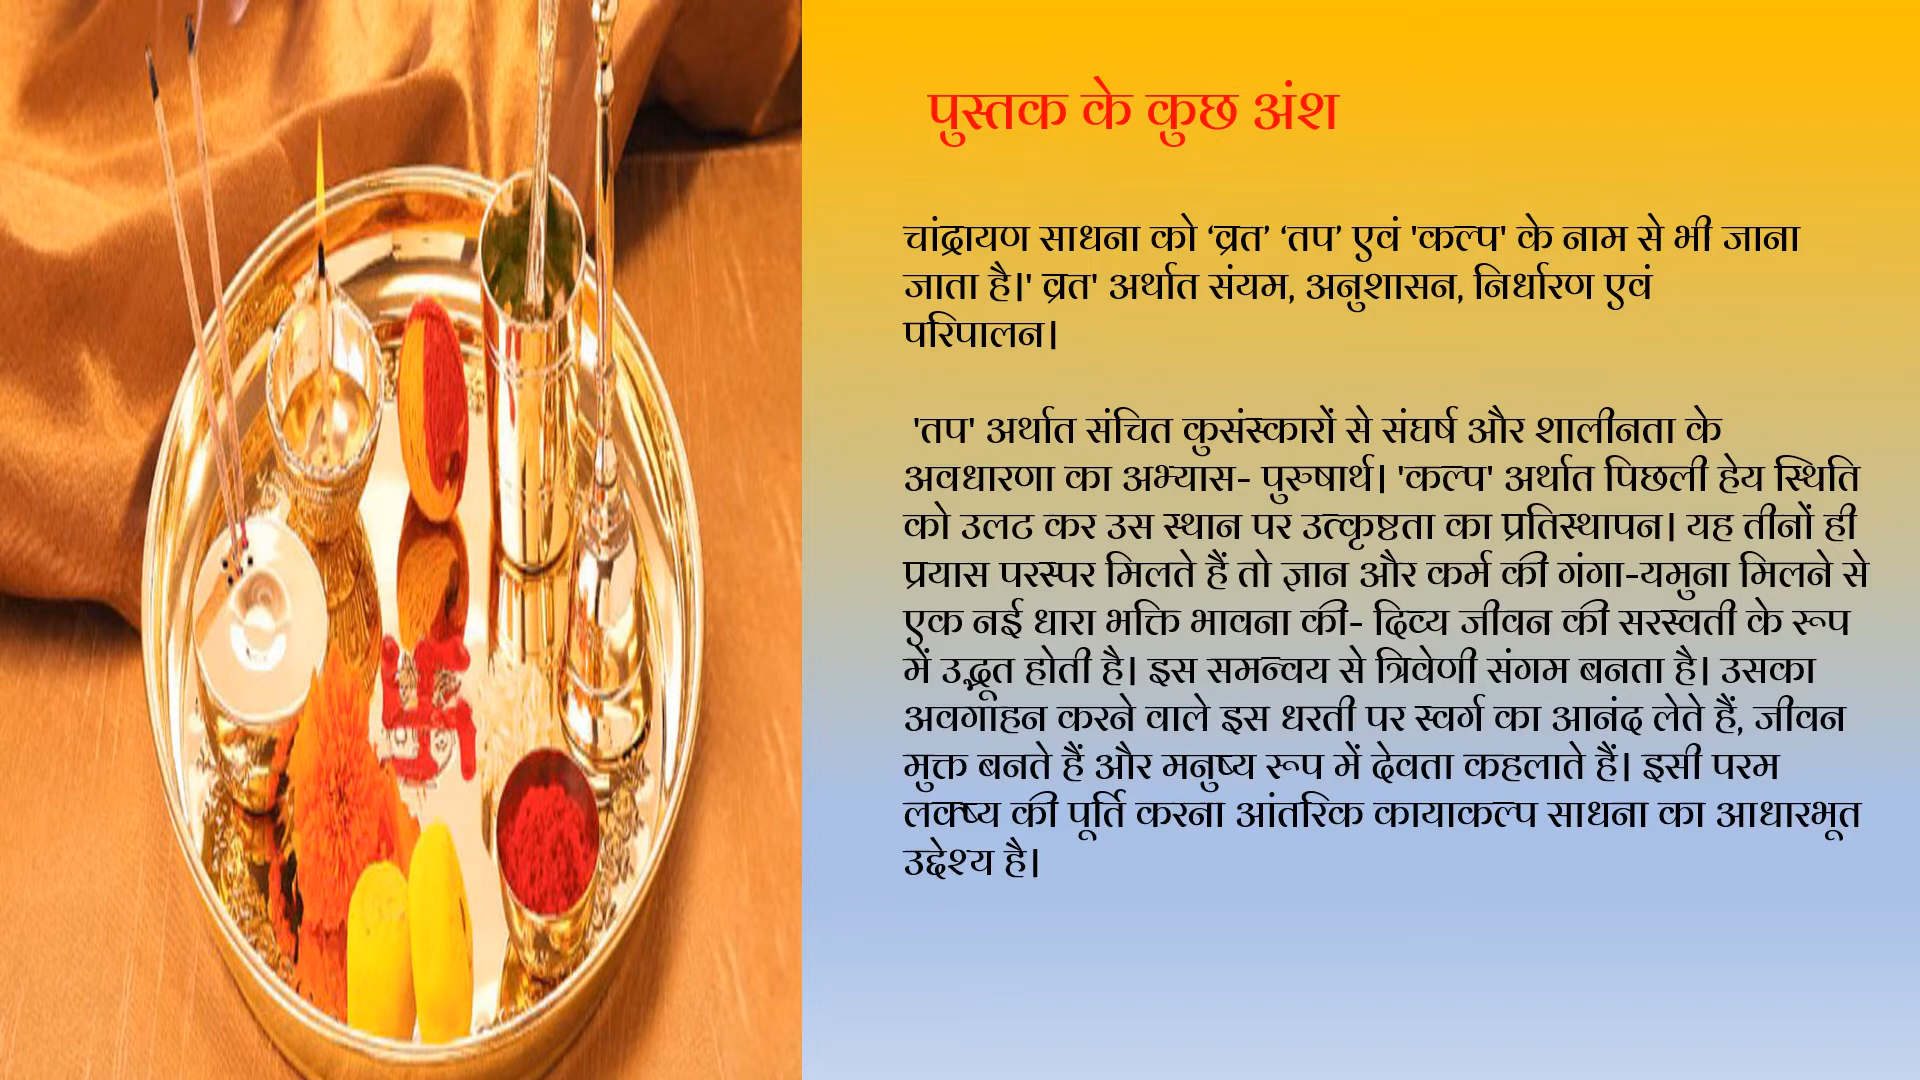 पुस्तक के कुछ अंश
चांद्रायण साधना को ‘व्रत’ ‘तप’ एवं 'कल्प' के नाम से भी जाना
जाता है।' व्रत' अर्थात संयम, अनुशासन, निर्धारण एवं
परिपालन।
'तप' अर्थात संचित कुसंस्कारों से संघर्ष और शालीनता के
अवधारणा का अभ्यास- पुरुषार्थ। 'कल्प' अर्थात पिछली हेय स्थिति
को उलट कर उस स्थान पर उत्कृष्टता का प्रतिस्थापन। यह तीनों ही
प्रयास परस्पर मिलते हैं तो ज्ञान और कर्म की गंगा-यमुना मिलने से
एक नई धारा भक्ति भावना की- दिव्य जीवन की सरस्वती के रूप
में उद्भूत होती है। इस समन्वय से त्रिवेणी संगम बनता है। उसका
अवगाहन करने वाले इस धरती पर स्वर्ग का आनंद लेते हैं, जीवन
मुक्त बनते हैं और मनुष्य रूप में देवता कहलाते हैं। इसी परम
लक्ष्य की पूर्ति करना आंतरिक कायाकल्प साधना का आधारभूत
उद्देश्य है।